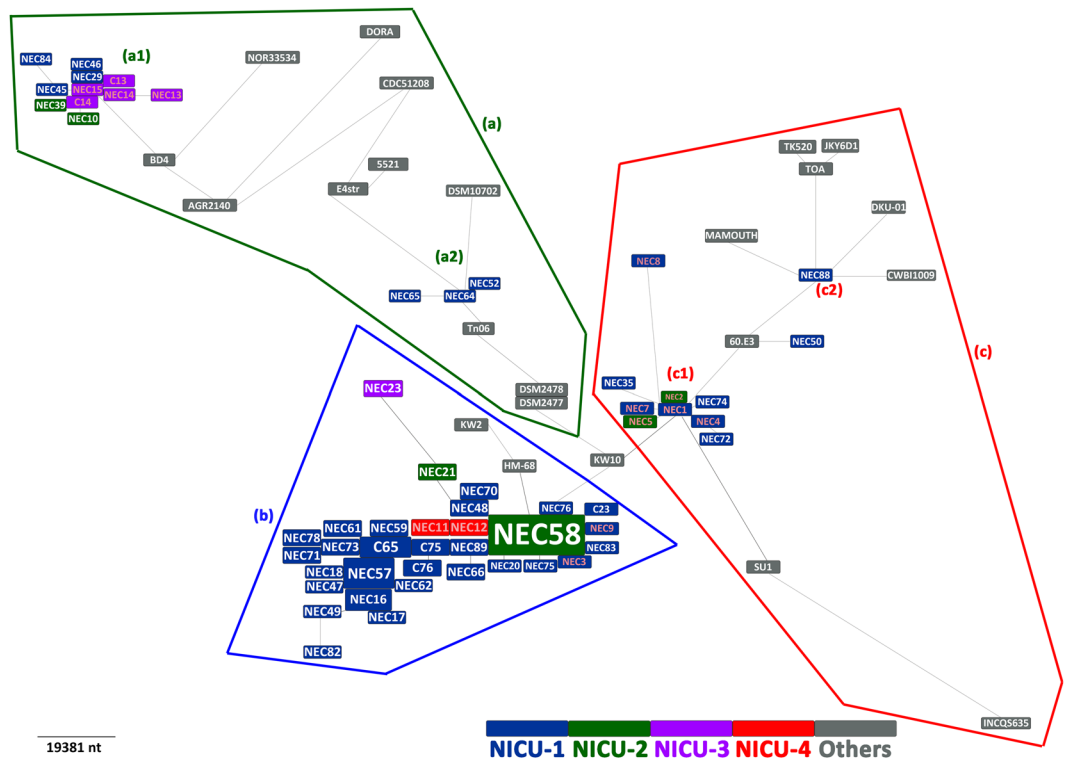 DORA
NOR33534
(a1)
NEC84
NEC46
NEC29
C13
NEC45
NEC15
NEC14
NEC13
NEC39
C14
NEC10
CDC51208
(a)
BD4
5521
E4str
DSM10702
AGR2140
(a2)
NEC52
NEC65
NEC64
Tn06
DSM2478
DSM2477
TK520
JKY6D1
TOA
DKU-01
MAMOUTH
NEC8
NEC88
CWBI1009
(c2)
60.E3
NEC50
(c)
(c1)
NEC35
NEC2
NEC74
NEC7
NEC1
NEC5
NEC4
NEC72
NEC23
KW2
KW10
HM-68
NEC21
NEC70
NEC48
NEC76
C23
(b)
NEC61
NEC59
NEC11
NEC12
NEC58
NEC9
NEC78
NEC73
C65
C75
NEC89
NEC83
NEC71
NEC18
NEC57
C76
NEC66
NEC20
NEC75
NEC3
NEC47
NEC62
NEC16
NEC49
NEC17
NEC82
SU1
INCQS635
19381 nt
NICU-1 NICU-2 NICU-3 NICU-4 Others